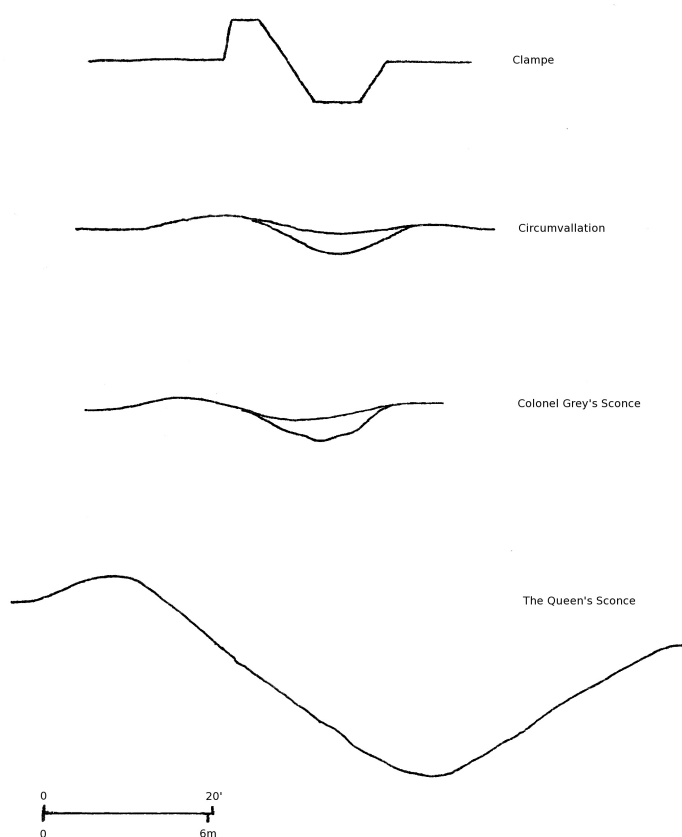 Clampe
Circumvallation
Colonel Grey's Sconce
The Queen's Sconce
0 20'
0 6m